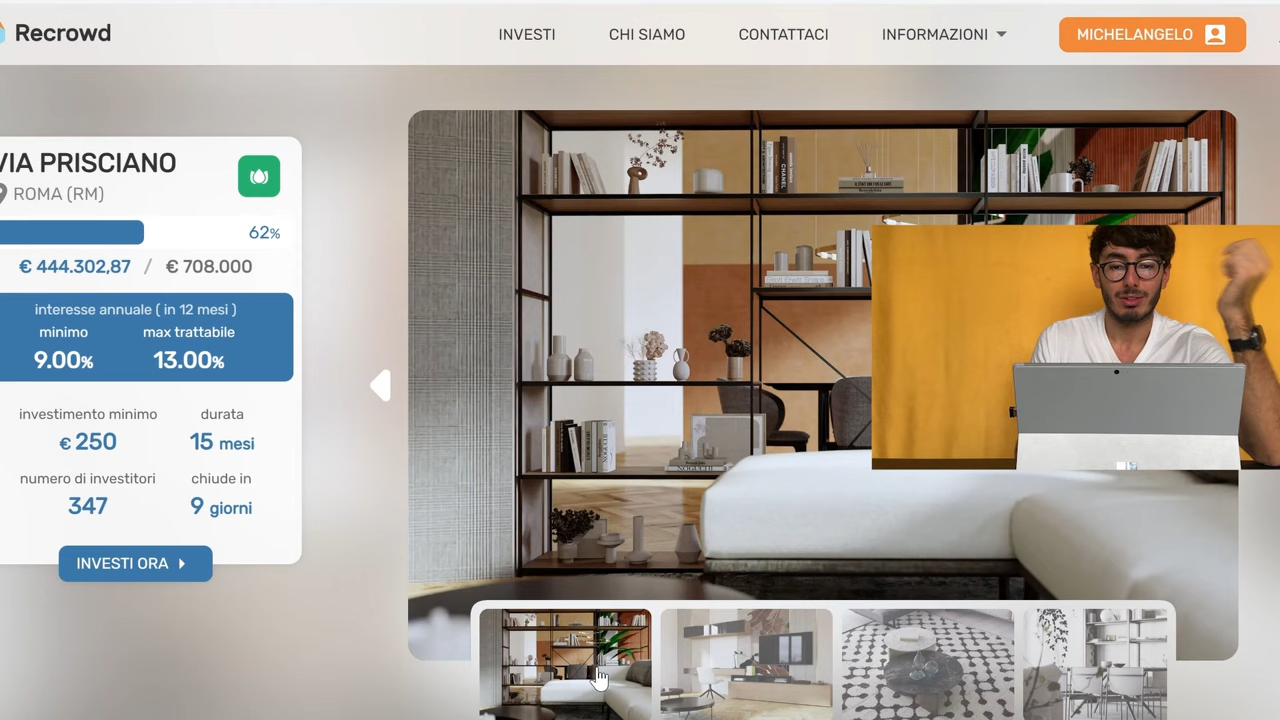 Recrowd
INVESTI
CHI SIAMO
CONTATTACI
INFORMAZIONI
MICHELANGELO
VIA PRISCIANO
ROMA (RM)
62%
€ 444.302,87 / € 708.000
interesse annuale ( in 12 mesi )
minimo
max trattabile
9.00%
13.00%
investimento minimo
durata
€ 250
15 mesi
numero di investitori
chiude in
347
9 giorni
INVESTI ORA
CHANEL
NOGUCHI